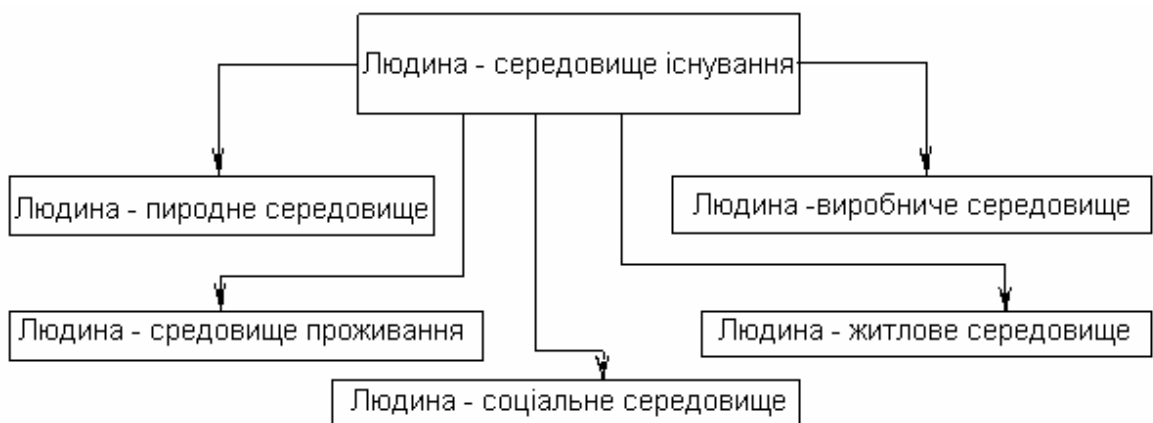 Людина - середовище існування
Людина - пиродне середовище
Людина -виробниче середовище
Людина - средовище проживання
Людина - житлове середовище
Людина - соціальне середовище